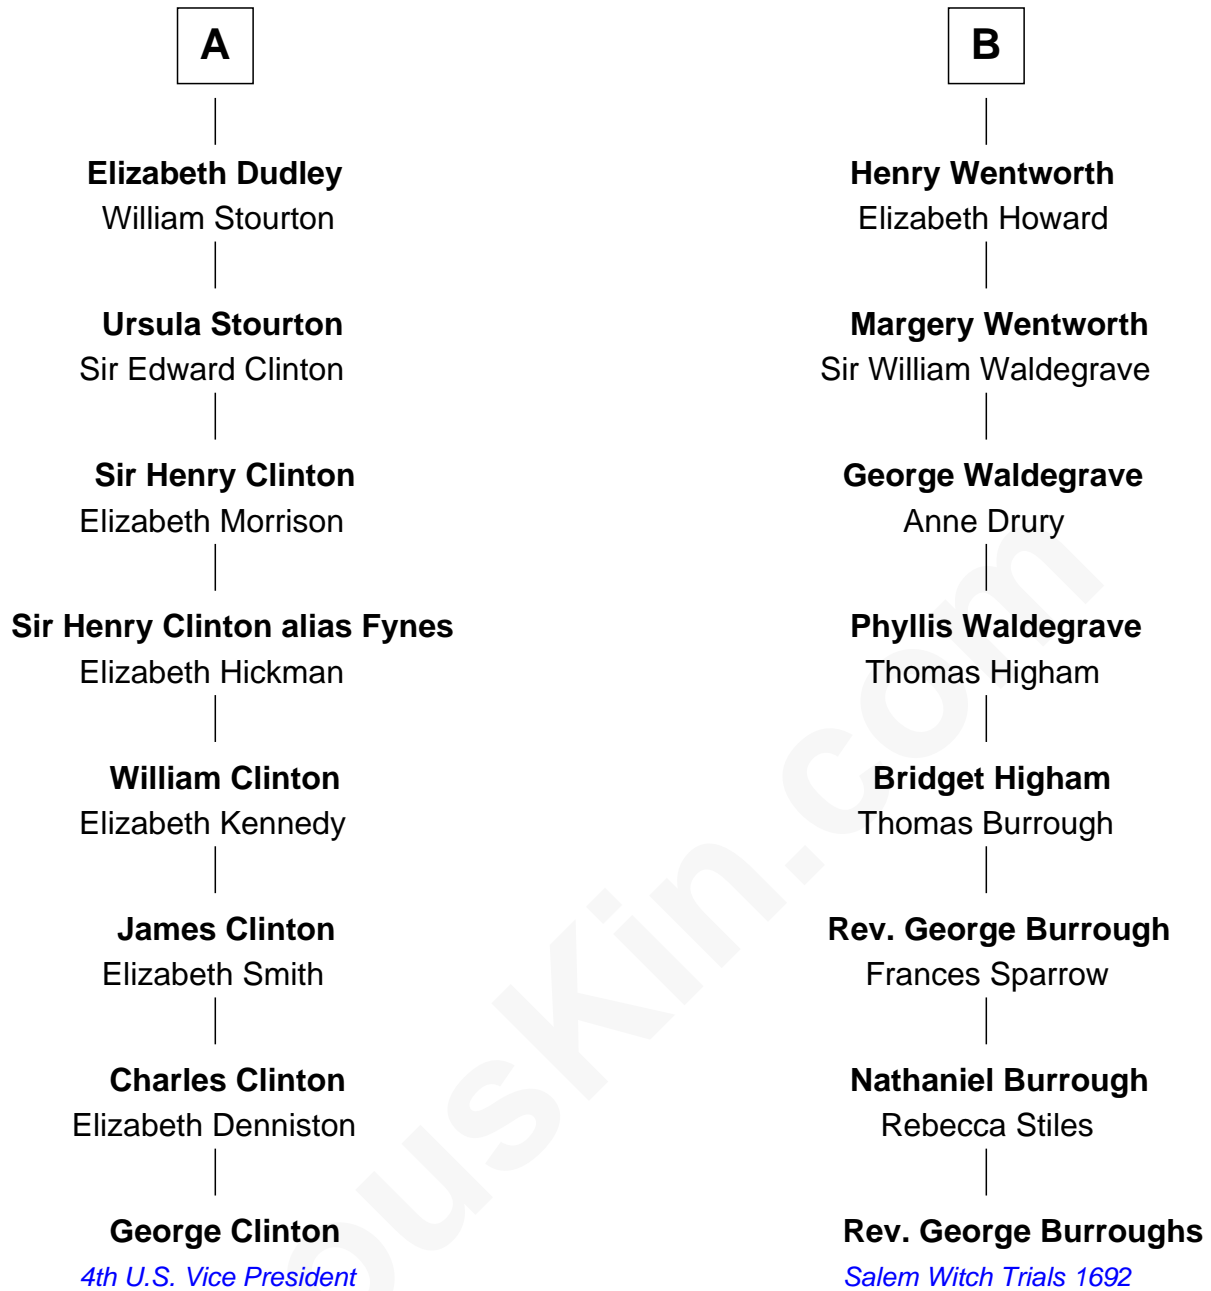 A
Elizabeth Dudley
William Stourton
Ursula Stourton
Sir Edward Clinton
Sir Henry Clinton
Elizabeth Morrison
Sir Henry Clinton alias Fynes
Elizabeth Hickman
William Clinton
Elizabeth Kennedy
James Clinton
Elizabeth Smith
Charles Clinton
Elizabeth Denniston
George Clinton
4th U.S. Vice President
B
Henry Wentworth
Elizabeth Howard
Margery Wentworth
Sir William Waldegrave
George Waldegrave
Anne Drury
Phyllis Waldegrave
Thomas Higham
Bridget Higham
Thomas Burrough
Rev. George Burrough
Frances Sparrow
Nathaniel Burrough
Rebecca Stiles
Rev. George Burroughs
Salem Witch Trials 1692
ousKin.com